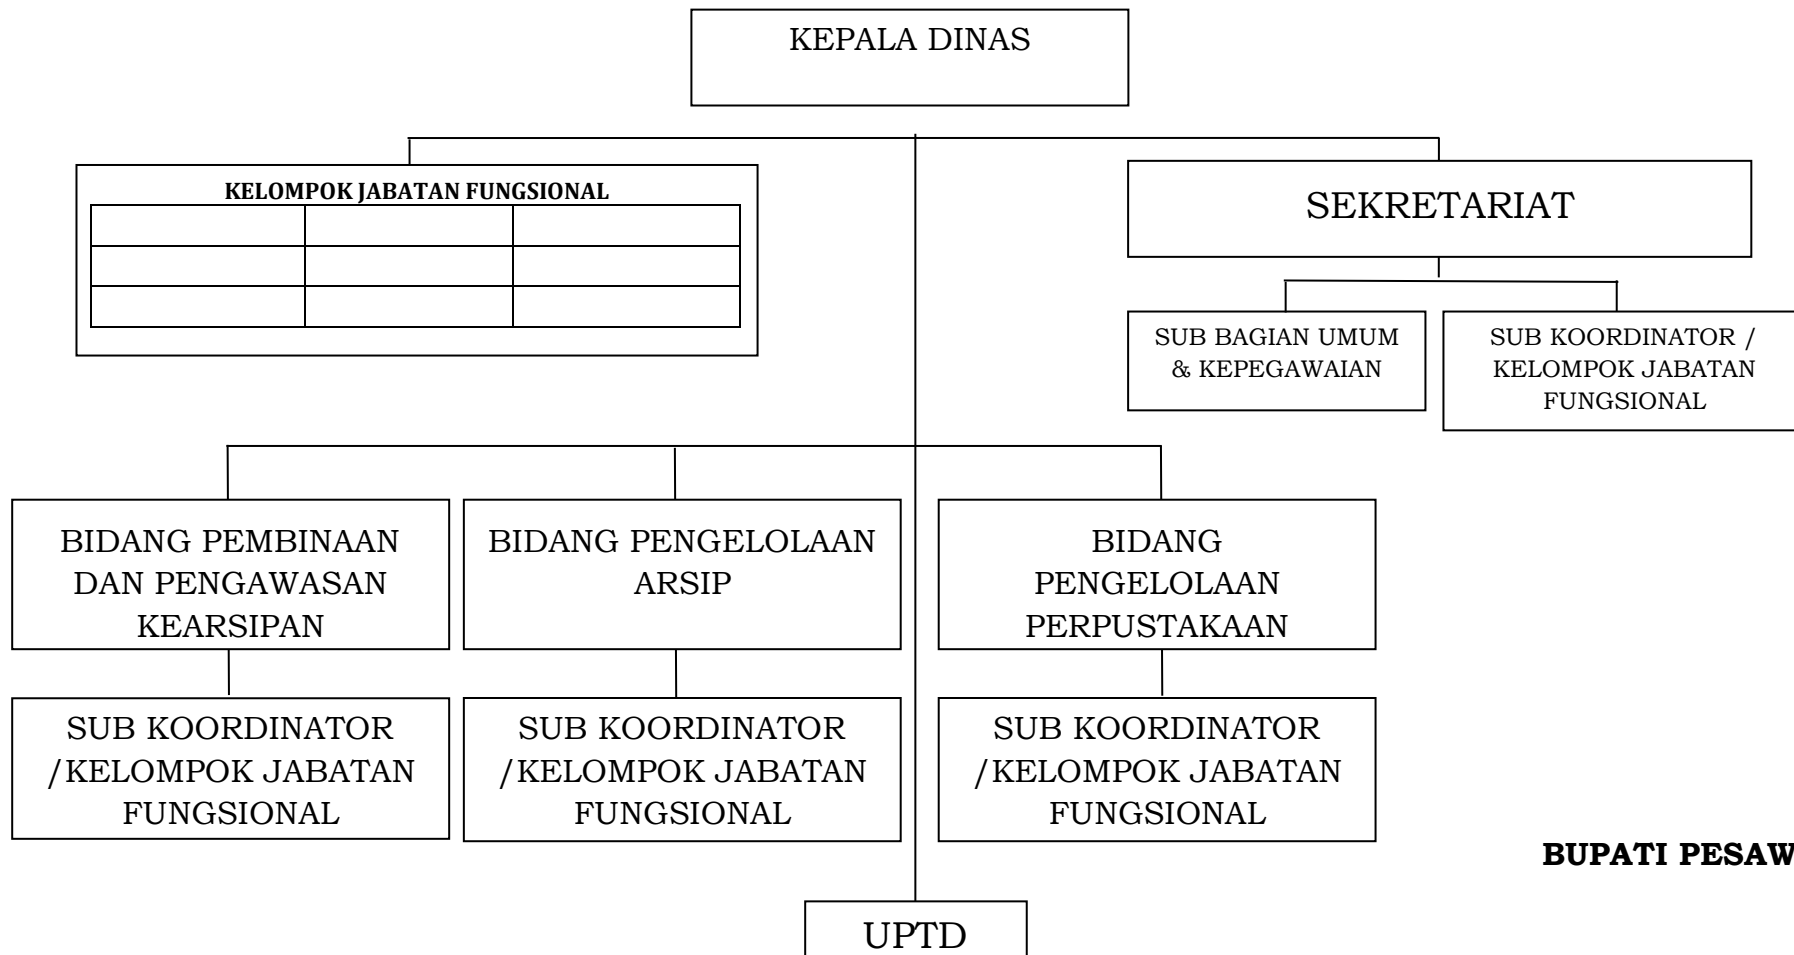 KEPALA DINAS
KELOMPOK JABATAN FUNGSIONAL
SEKRETARIAT
SUB BAGIAN UMUM
& KEPEGAWAIAN
SUB KOORDINATOR /
KELOMPOK JABATAN
FUNGSIONAL
BIDANG PEMBINAAN
DAN PENGAWASAN
KEARSIPAN
BIDANG PENGELOLAAN
ARSIP
BIDANG
PENGELOLAAN
PERPUSTAKAAN
SUB KOORDINATOR
/KELOMPOK JABATAN
FUNGSIONAL
SUB KOORDINATOR
/KELOMPOK JABATAN
FUNGSIONAL
SUB KOORDINATOR
/KELOMPOK JABATAN
FUNGSIONAL
BUPATI PESAW
UPTD